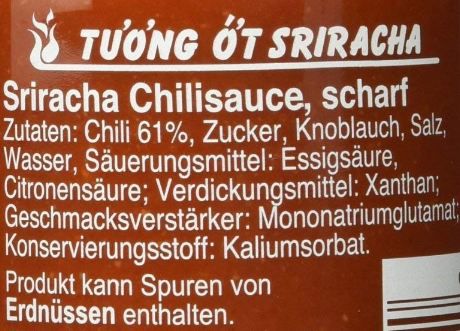 TƯƠNG ỚT SRIRACHA
Sriracha Chilisauce, scharf
Zutaten: Chili 61%, Zucker, Knoblauch, Salz,
Wasser, Säuerungsmittel: Essigsäure,
Citronensäure; Verdickungsmittel: Xanthan;
Geschmacksverstärker: Mononatriumglutamat;
Konservierungsstoff: Kaliumsorbat.
Produkt kann Spuren von
Erdnüssen enthalten.